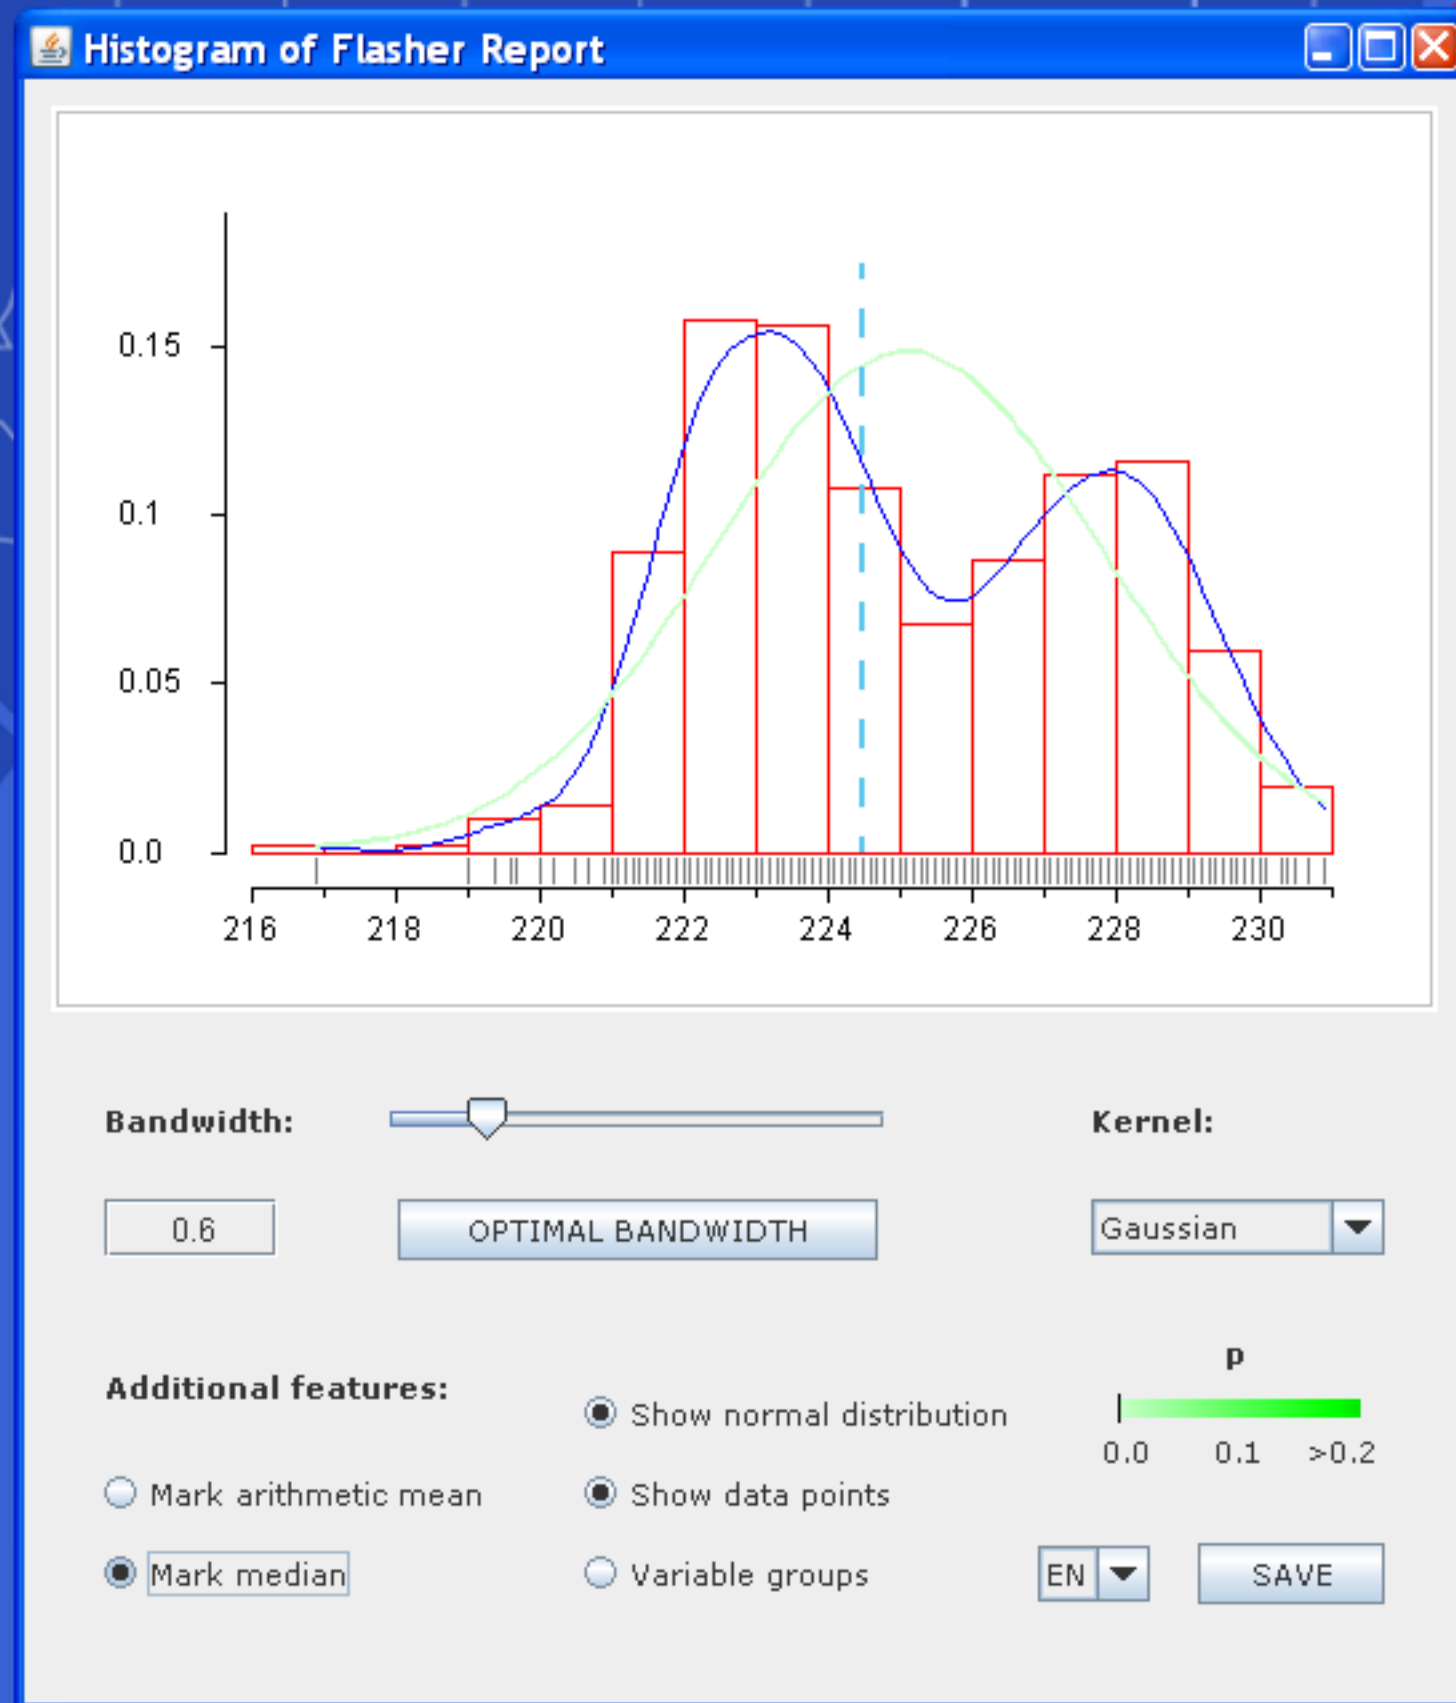 Histogram of Flasher Report
0.15
0.1
0.05
0.0
216 218 220 222 224 226 228 230
Bandwidth: Kernel:
0.6 OPTIMAL BANDWIDTH Gaussian
p
Additional features:
Show normal distribution
0.0 0.1 >0.2
Mark arithmetic mean Show data points
Mark median Variable groups EN SAVE